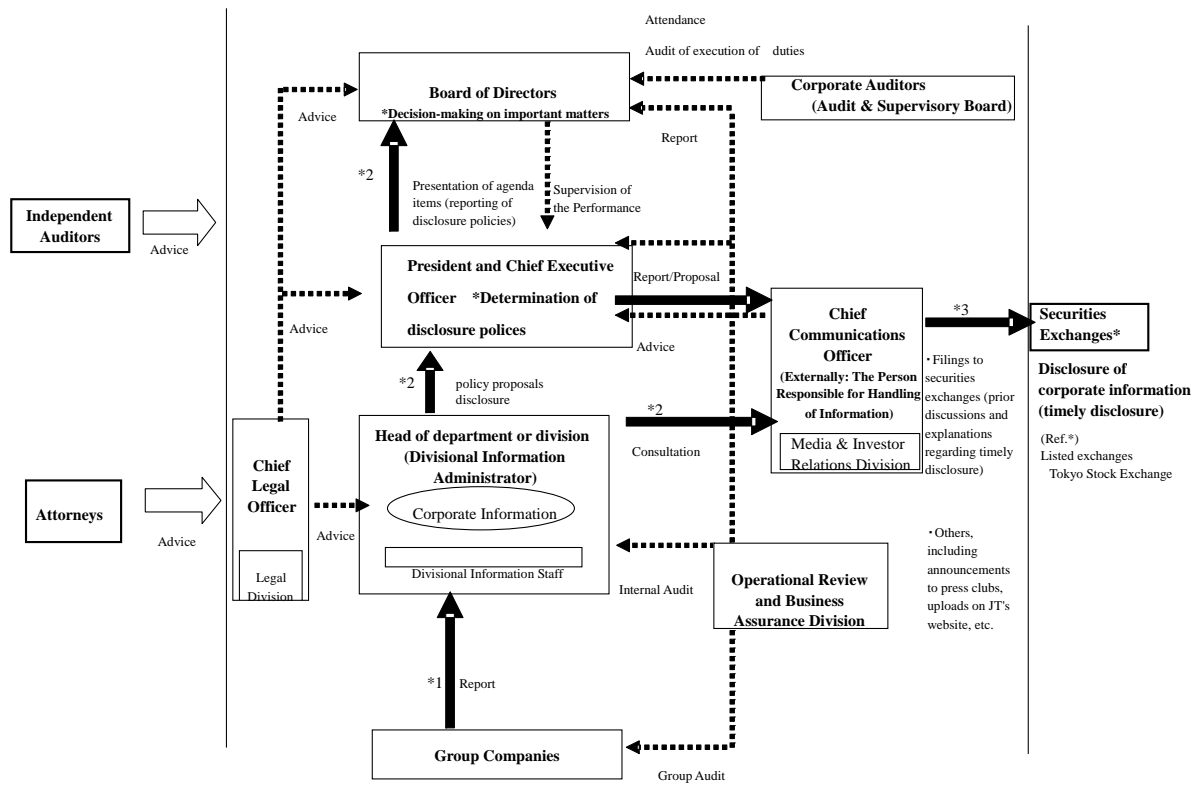 Attendance
Audit of execution of duties
Board of Directors
*Decision-making on important matters
Corporate Auditors
(Audit & Supervisory Board)
Advice
Report
*2
Presentation of agenda
items (reporting of
disclosure policies)
Supervision of
the Performance
Independent
Auditors
Advice
President and Chief Executive
Officer *Determination of
disclosure polices
Report/Proposal
Advice
Advice
Chief
Communications
Officer
(Externally: The Person
Responsible for Handling
of Information)
Media & Investor
Relations Division
*3
Securities
Exchanges*
・Filings to
securities
exchanges (prior
discussions and
explanations
regarding timely
disclosure)
Disclosure of
corporate information
(timely disclosure)
(Ref.*)
Listed exchanges
Tokyo Stock Exchange
*2
policy proposals
disclosure
*2
Consultation
Head of department or division
(Divisional Information
Administrator)
Corporate Information
Divisional Information Staff
Chief
Legal
Officer
Legal
Division
Advice
Attorneys
Advice
Internal Audit
Operational Review
and Business
Assurance Division
・Others,
including
announcements
to press clubs,
uploads on JT's
website, etc.
*1
Report
Group Companies
Group Audit